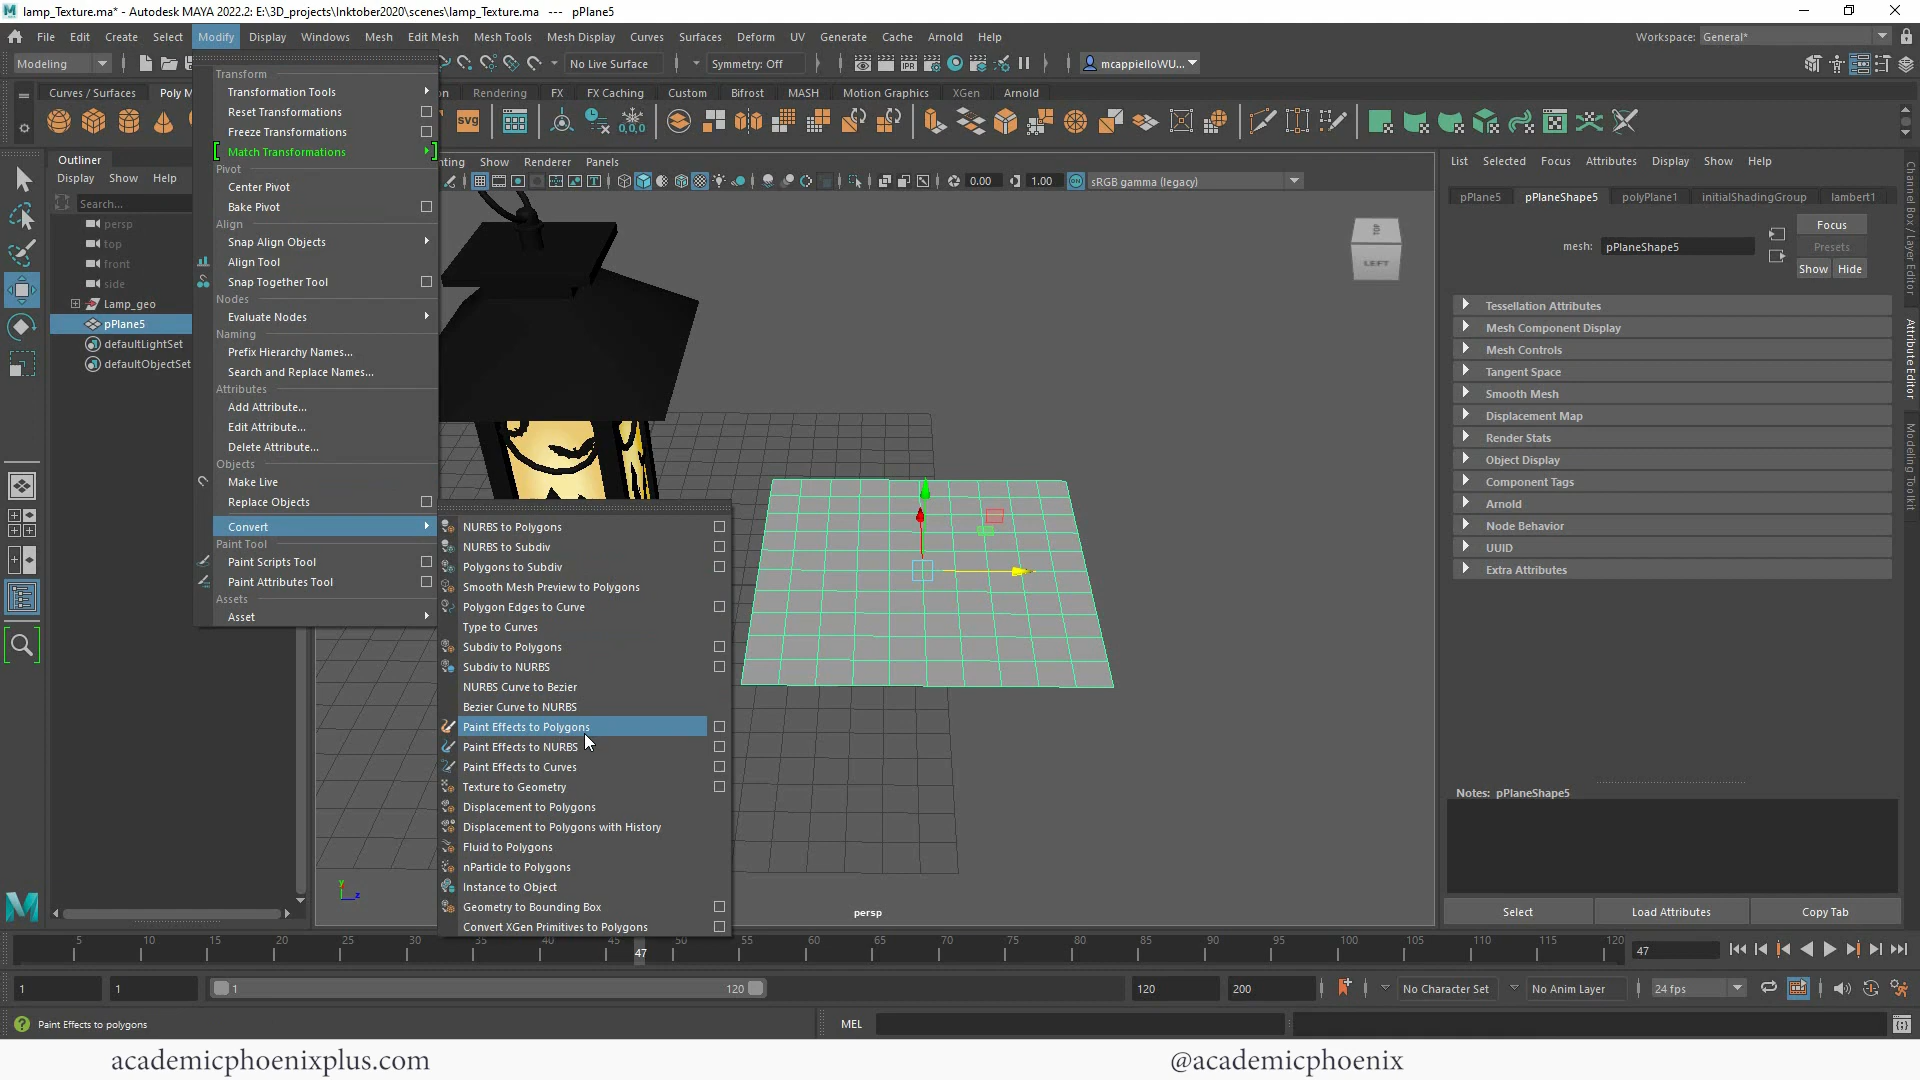 lamp_Texture.ma* - Autodesk MAYA 2022.2: E:\3D_projects\Inktober2020\scenes\lamp_Texture.ma --- pPlane5
File Edit Create Select Modify Display Windows Mesh Edit Mesh Mesh Tools Mesh Display Curves Surfaces Deform UV Generate Cache Arnold Help Workspace: General*
Modeling No Live Surface Symmetry: Off mcappielloWU...
Curves / Surfaces Poly M Rendering FX FX Caching Custom Bifrost MASH Motion Graphics XGen Arnold
svg IPR 0,0,0
Transform
Transformation Tools
Reset Transformations
Freeze Transformations
Match Transformations
Pivot
Center Pivot
Bake Pivot
Align
Snap Align Objects
Align Tool
Snap Together Tool
Nodes
Evaluate Nodes
Naming
Prefix Hierarchy Names...
Search and Replace Names...
Attributes
Add Attribute...
Edit Attribute...
Delete Attribute...
Objects
Make Live
Replace Objects
Convert
Paint Tool
Paint Scripts Tool
Paint Attributes Tool
Assets
Asset
NURBS to Polygons
NURBS to Subdiv
Polygons to Subdiv
Smooth Mesh Preview to Polygons
Polygon Edges to Curve
Type to Curves
Subdiv to Polygons
Subdiv to NURBS
NURBS Curve to Bezier
Bezier Curve to NURBS
Paint Effects to Polygons
Paint Effects to NURBS
Paint Effects to Curves
Texture to Geometry
Displacement to Polygons
Displacement to Polygons with History
Fluid to Polygons
nParticle to Polygons
Instance to Object
Geometry to Bounding Box
Convert XGen Primitives to Polygons
Outliner
Display Show Help
Search...
persp
top
front
side
Lamp_geo
pPlane5
defaultLightSet
defaultObjectSet
ting Show Renderer Panels
0.00 1.00 ON sRGB gamma (legacy)
TOP
LEFT
y
z
persp
List Selected Focus Attributes Display Show Help
pPlane5 pPlaneShape5 polyPlane1 initialShadingGroup lambert1
mesh: pPlaneShape5
Focus
Presets
Show Hide
Tessellation Attributes
Mesh Component Display
Mesh Controls
Tangent Space
Smooth Mesh
Displacement Map
Render Stats
Object Display
Component Tags
Arnold
Node Behavior
UUID
Extra Attributes
Notes: pPlaneShape5
Select Load Attributes Copy Tab
Channel Box / Layer Editor
Attribute Editor
Modeling Toolkit
5 10 15 20 25 30 35 40 45 47 50 55 60 65 70 75 80 85 90 95 100 105 110 115 120 47
1 1 1 120 120 200 No Character Set No Anim Layer 24 fps
Paint Effects to polygons MEL
academicphoenixplus.com @academicphoenix